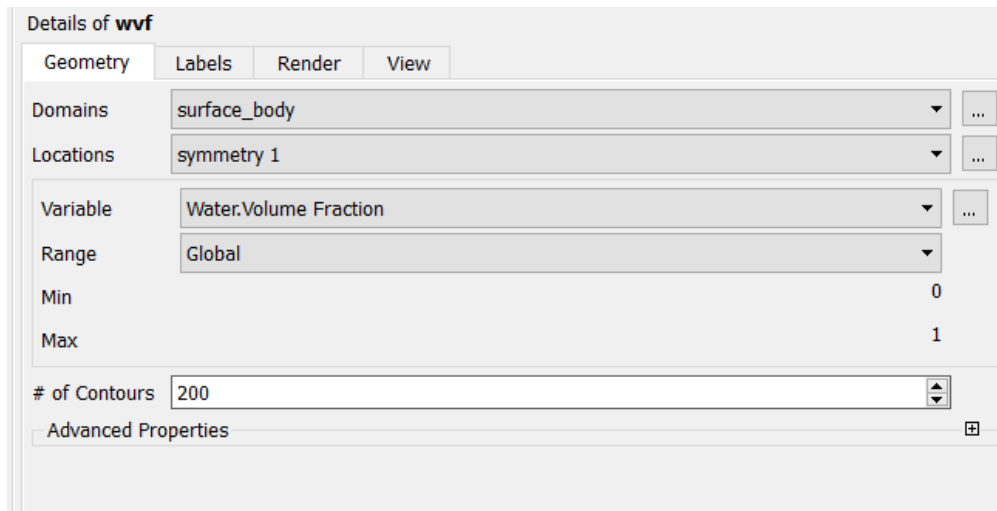 Details of wvf
Geometry Labels Render View
Domains surface_body ...
Locations symmetry 1 ...
Variable Water.Volume Fraction ...
Range Global
Min 0
Max 1
# of Contours 200
Advanced Properties